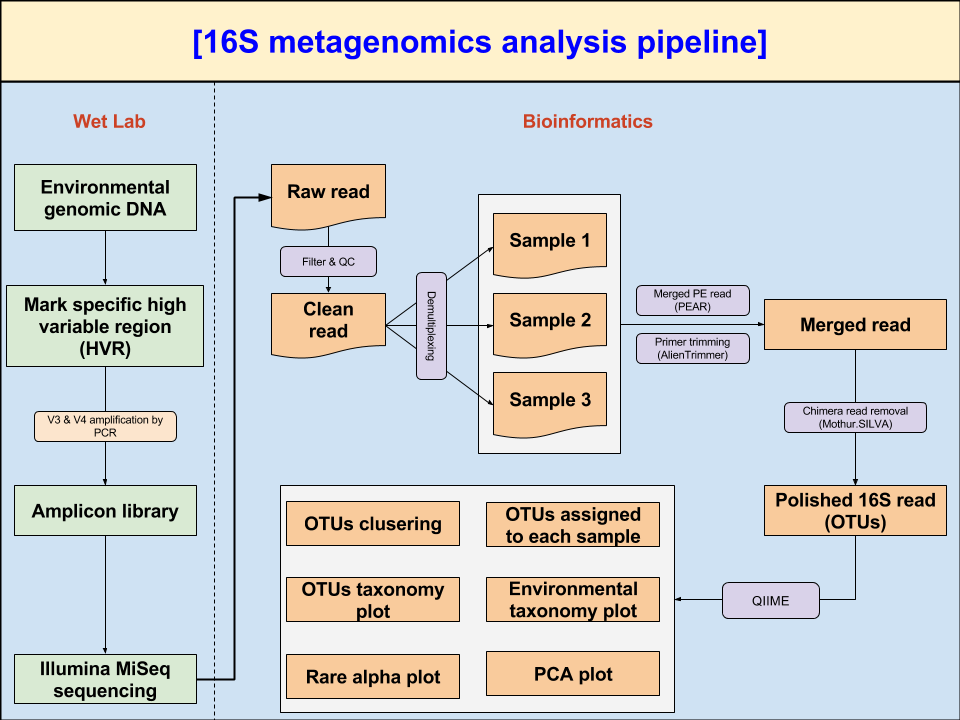 [16S metagenomics analysis pipeline]
Wet Lab
Bioinformatics
Environmental
genomic DNA
Mark specific high
variable region
(HVR)
V3 & V4 amplification by
PCR
Amplicon library
Illumina MiSeq
sequencing
Raw read
Filter & QC
Clean
read
Demultiplexing
Sample 1
Sample 2
Sample 3
Merged PE read
(PEAR)
Primer trimming
(AlienTrimmer)
Merged read
Chimera read removal
(Mothur.SILVA)
Polished 16S read
(OTUs)
QIIME
OTUs clusering
OTUs assigned
to each sample
OTUs taxonomy
plot
Environmental
taxonomy plot
Rare alpha plot
PCA plot